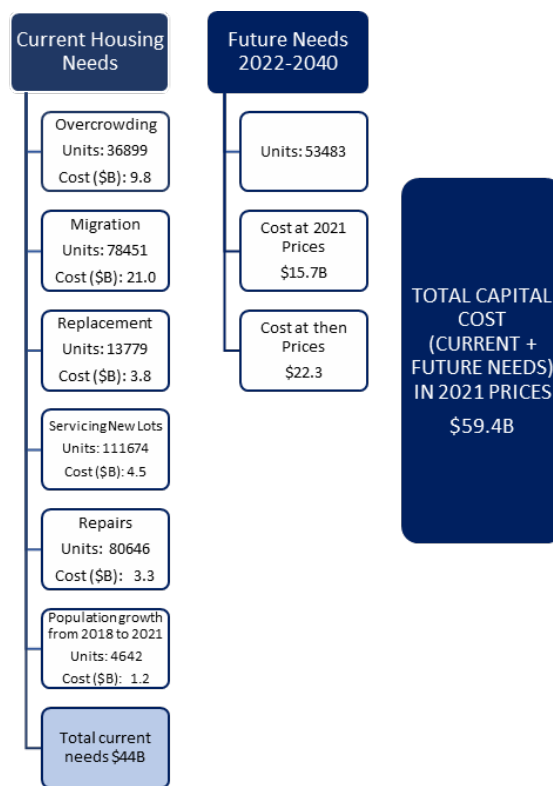 Current Housing
Needs
Overcrowding
Units: 36899
Cost ($B): 9.8
Migration
Units: 78451
Cost ($B): 21.0
Replacement
Units: 13779
Cost ($B): 3.8
Servicing New Lots
Units: 111674
Cost ($B): 4.5
Repairs
Units: 80646
Cost ($B): 3.3
Population growth
from 2018 to 2021
Units: 4642
Cost ($B): 1.2
Total current
needs $44B
Future Needs
2022-2040
Units: 53483
Cost at 2021
Prices
$15.7B
Cost at then
Prices
$22.3
TOTAL CAPITAL
COST
(CURRENT +
FUTURE NEEDS)
IN 2021 PRICES
$59.4B